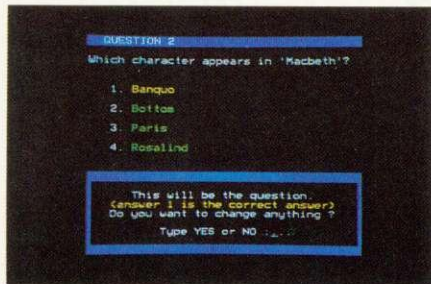 QUESTION 2
Which character appears in 'Macbeth'?
1. Banquo
2. Bottom
3. Paris
4. Rosalind
This will be the question.
(answer 1 is the correct answer)
Do you want to change anything ?
Type YES or NO :